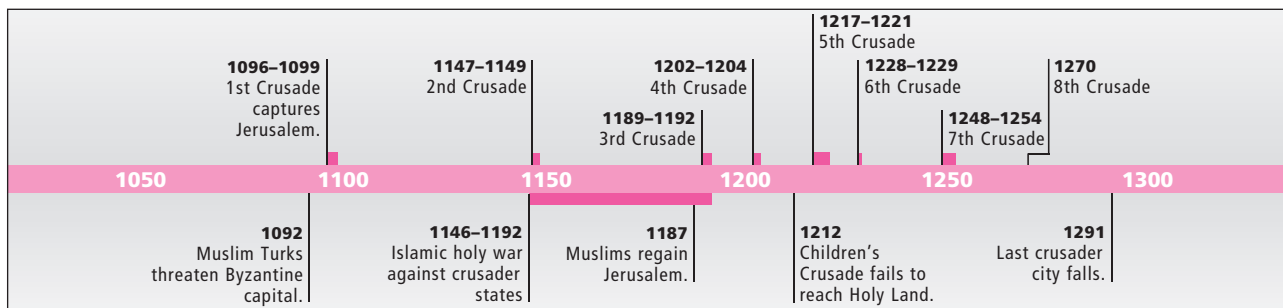 1096–1099
1st Crusade
captures
Jerusalem.
1147–1149
2nd Crusade
1189–1192
3rd Crusade
1202–1204
4th Crusade
1217–1221
5th Crusade
1228–1229
6th Crusade
1248–1254
7th Crusade
1270
8th Crusade
1050 1100 1150 1200 1250 1300
1092
Muslim Turks
threaten Byzantine
capital.
1146–1192
Islamic holy war
against crusader
states
1187
Muslims regain
Jerusalem.
1212
Children's
Crusade fails to
reach Holy Land.
1291
Last crusader
city falls.